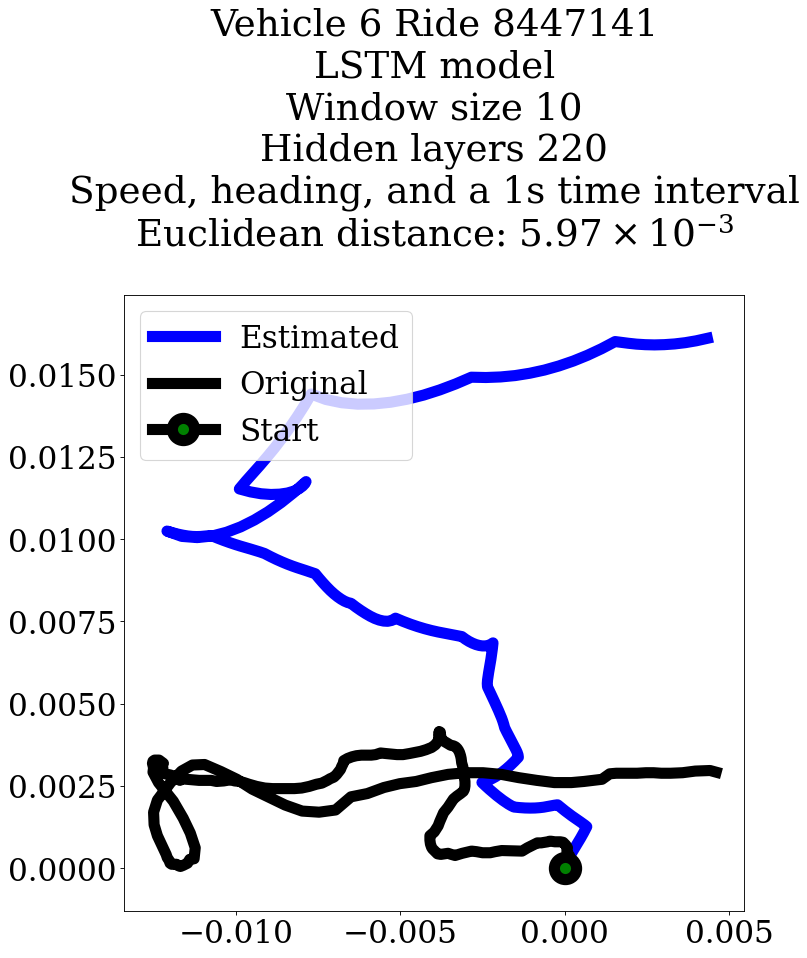 Vehicle 6 Ride 8447141
LSTM model
Window size 10
Hidden layers 220
Speed, heading, and a 1s time interval
Euclidean distance: 5.97 × 10⁻³
Estimated
Original
Start
0.0150
0.0125
0.0100
0.0075
0.0050
0.0025
0.0000
−0.010 −0.005 0.000 0.005